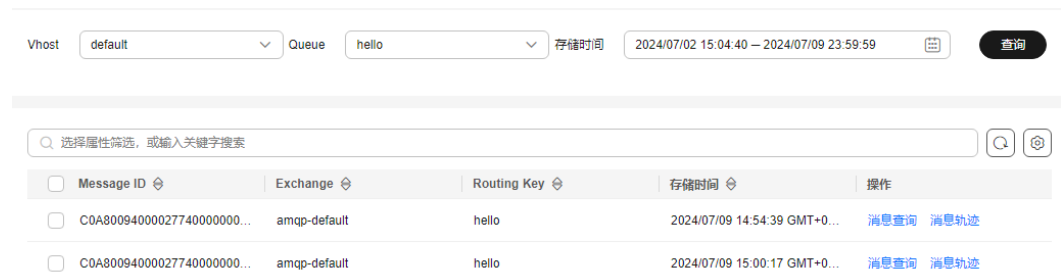 Vhost default Queue hello 存储时间 2024/07/02 15:04:40 — 2024/07/09 23:59:59 查询
选择属性筛选，或输入关键字搜索
Message ID Exchange Routing Key 存储时间 操作
C0A80094000027740000000... amqp-default hello 2024/07/09 14:54:39 GMT+0... 消息查询 消息轨迹
C0A80094000027740000000... amqp-default hello 2024/07/09 15:00:17 GMT+0... 消息查询 消息轨迹